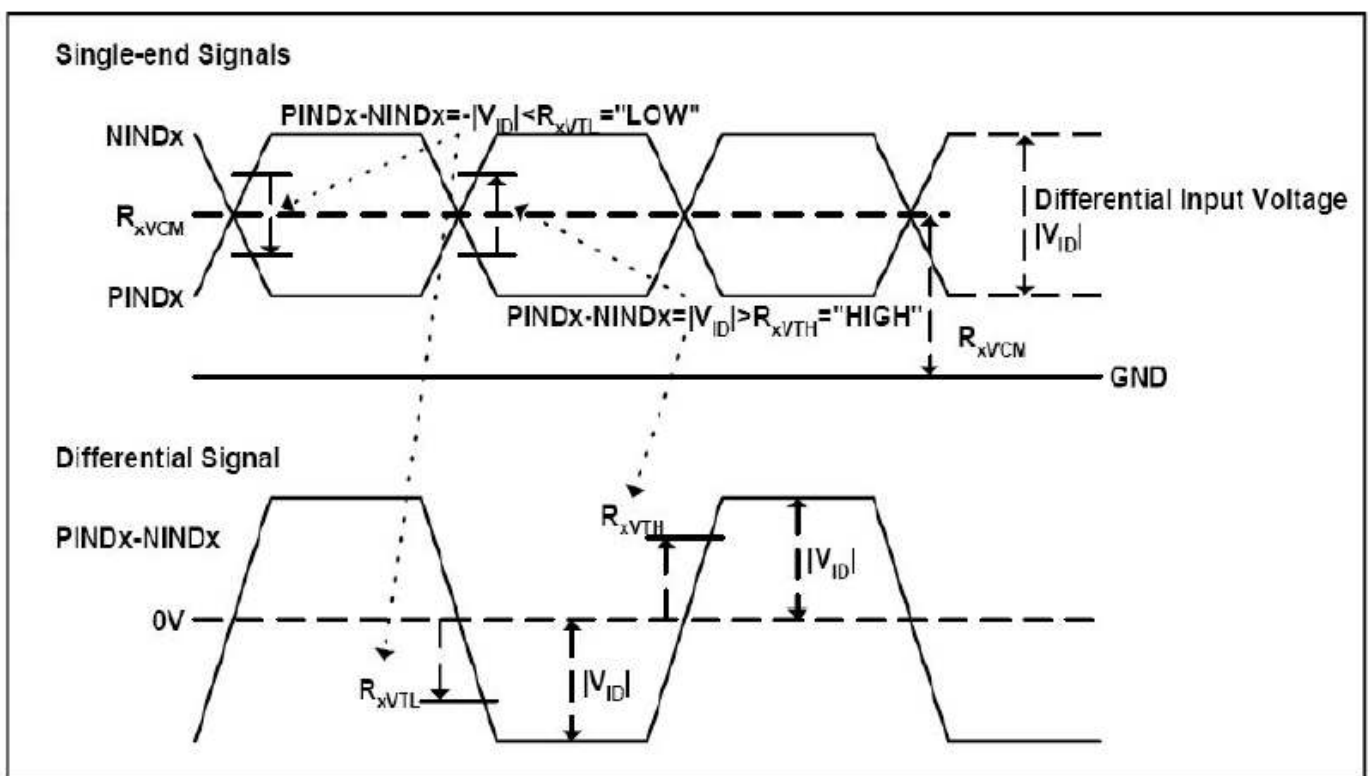 Single-end Signals
PINDx-NINDx=-|VID|<RxVTL="LOW"
NINDx
RxVCM
Differential Input Voltage
|VID|
PINDx
PINDx-NINDx=|VID|>RxVTH="HIGH"
RxVCM
GND
Differential Signal
RxVTH
PINDx-NINDx
|VID|
0V
RxVTL
|VID|